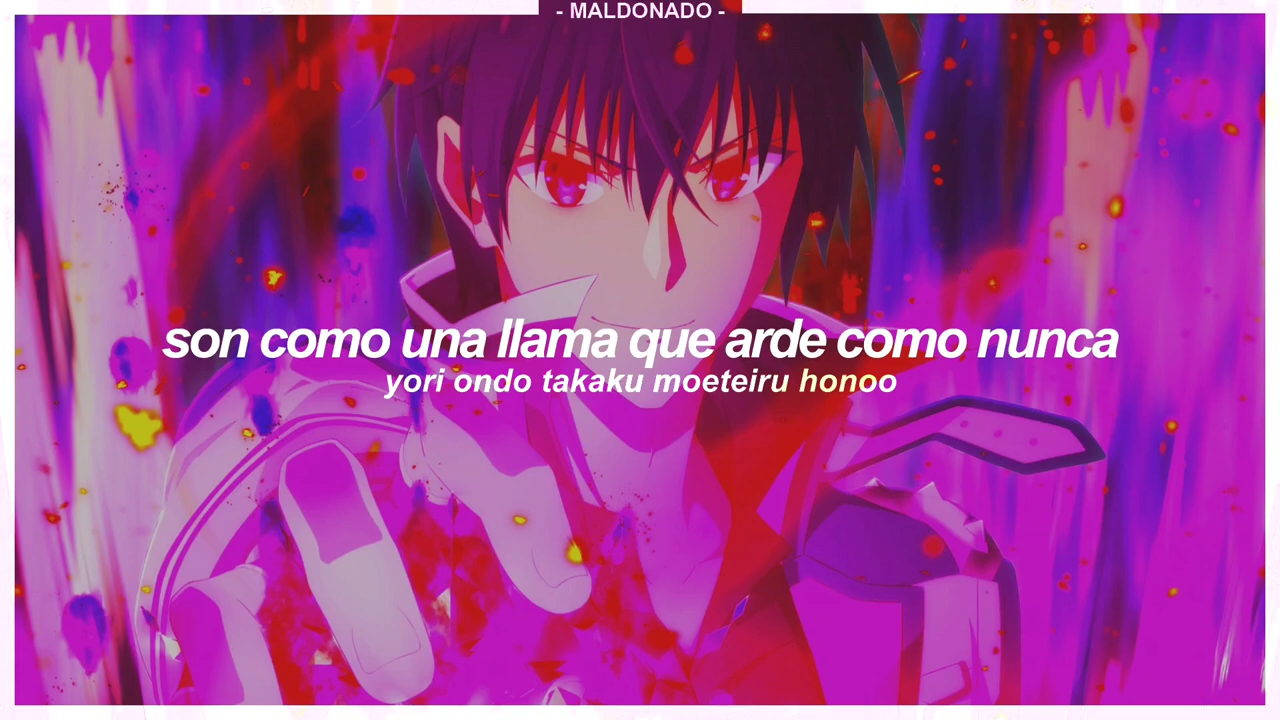 - MALDONADO -
son como una llama que arde como nunca
yori ondo takaku moeteiru honoo